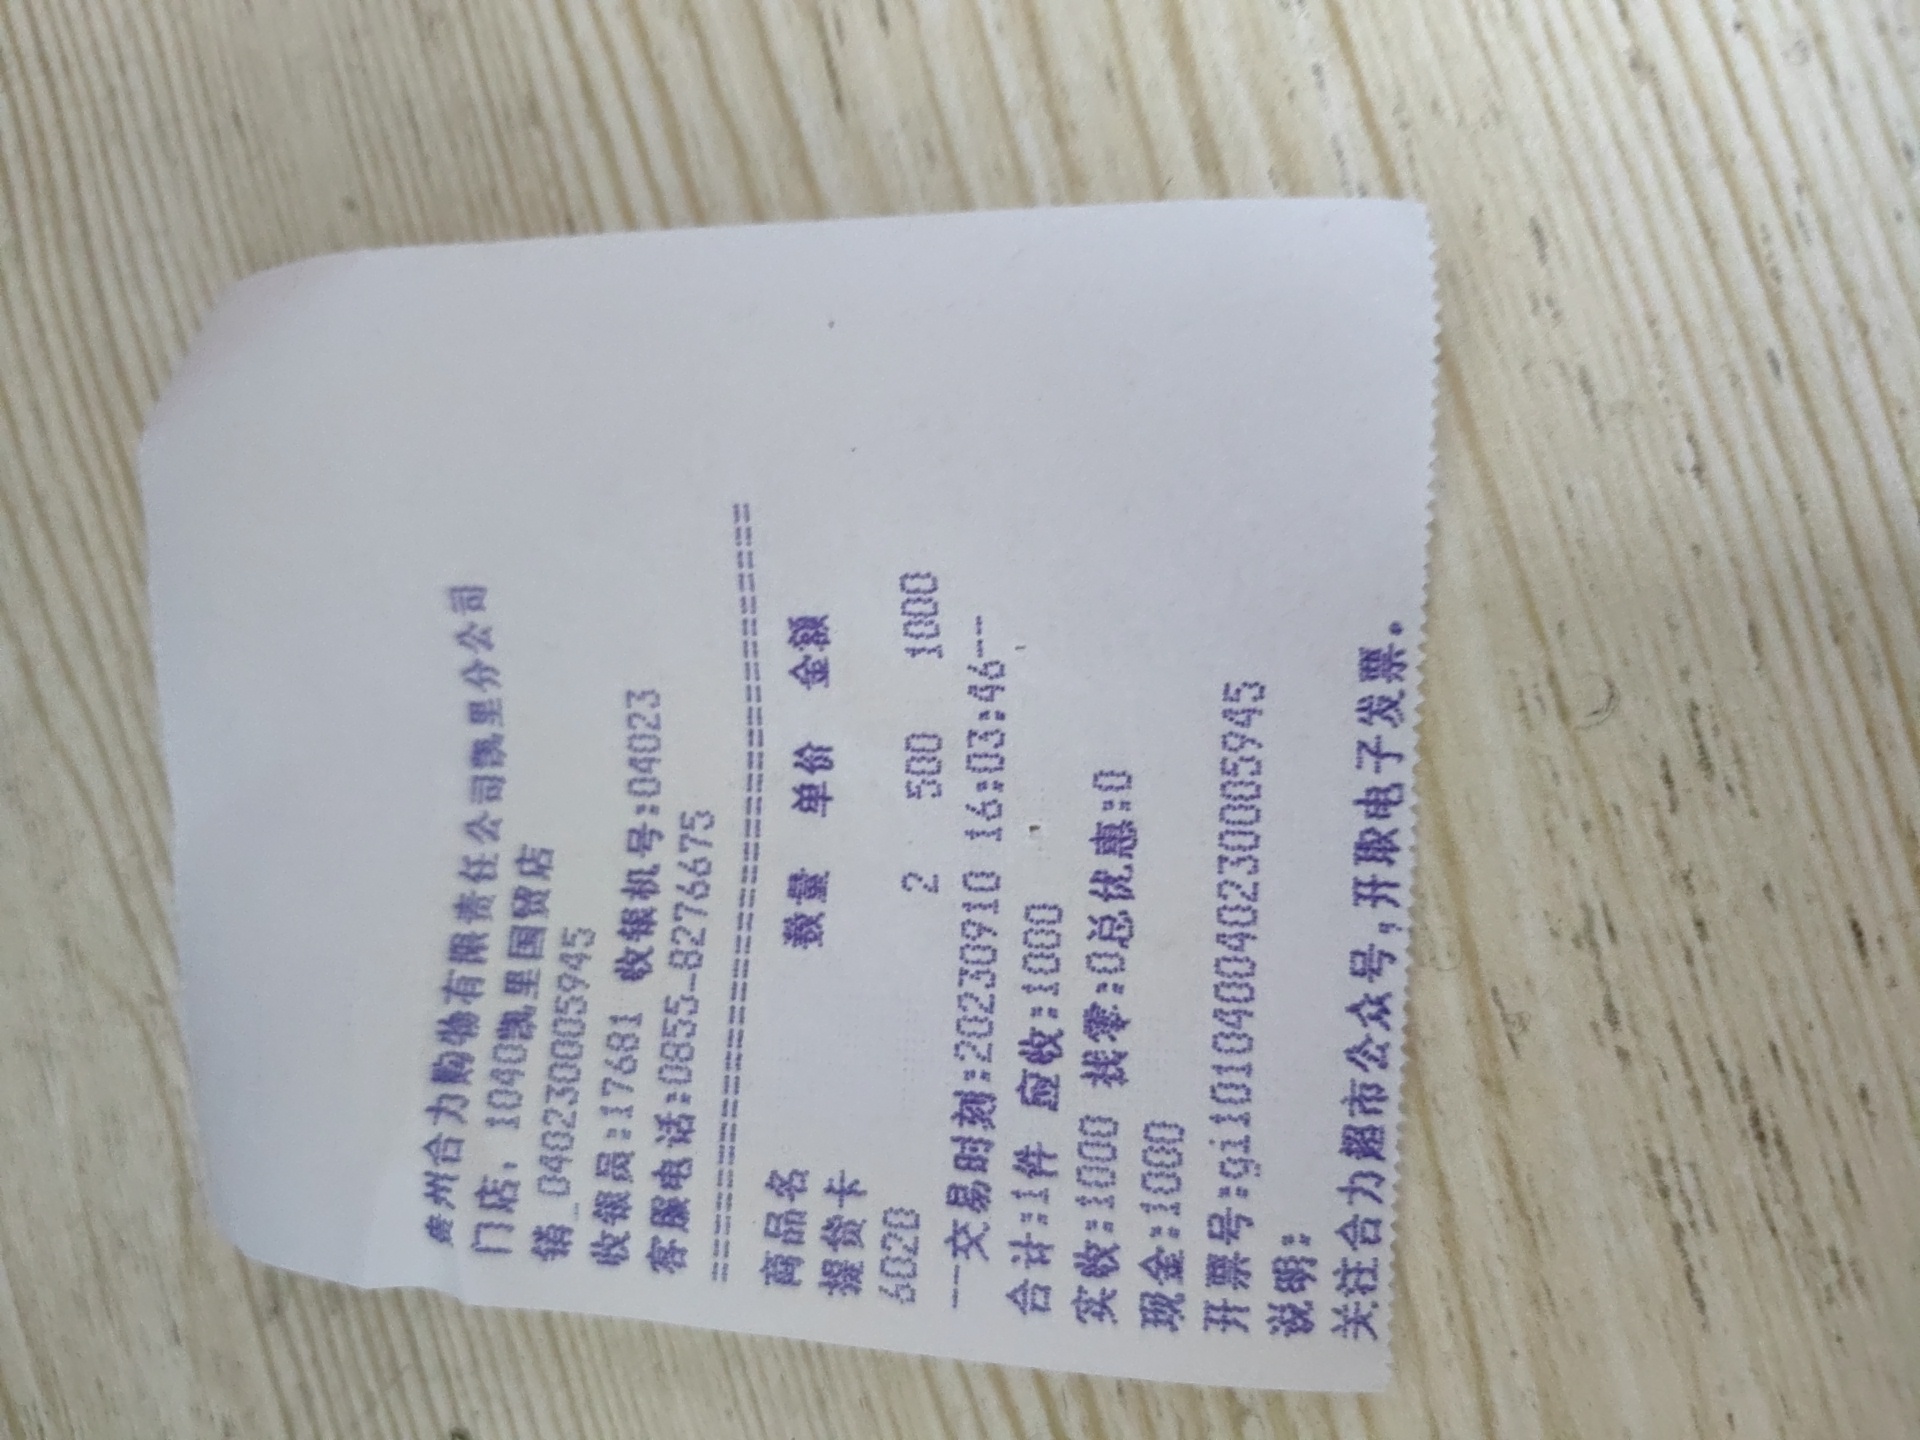 贵州合力购物有限责任公司凯里分公司
门店: 1040凯里国贸店
销_040230005945
收银员:17681 收银机号:04023
客服电话:0855-8276675
========================================
商品名 数量 单价 金额
提货卡
6020 2 500 1000
--交易时刻:20230910 16:03:46---
合计:1件 应收:1000
实收:1000 找零:0总优惠:0
现金:1000
开票号:gi10104004023 0005945
说明:
关注合力超市公众号,开取电子发票。